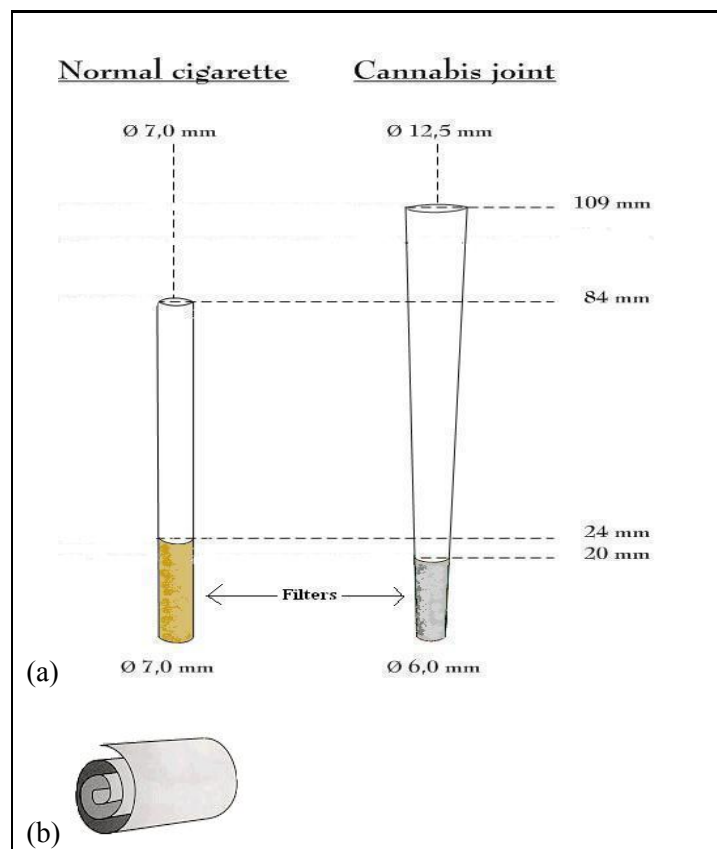 Normal cigarette Cannabis joint
Ø 7,0 mm Ø 12,5 mm
109 mm
84 mm
24 mm
20 mm
Filters
(a)
Ø 7,0 mm Ø 6,0 mm
(b)